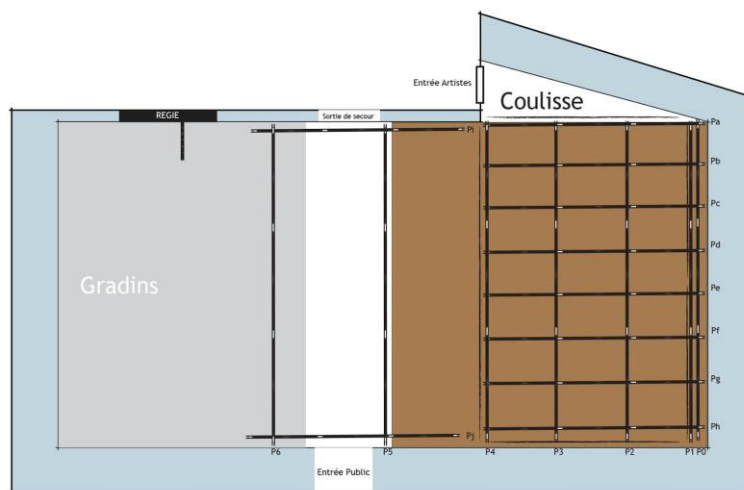 Entrée Artistes
Coulisse
REGIE
Sortie de secour
Pi
Pa
Pb
Pc
Pd
Gradins
Pe
Pf
Pg
Ph
Pj
P6
P5
P4
P3
P2
P1
P0
Entrée Public